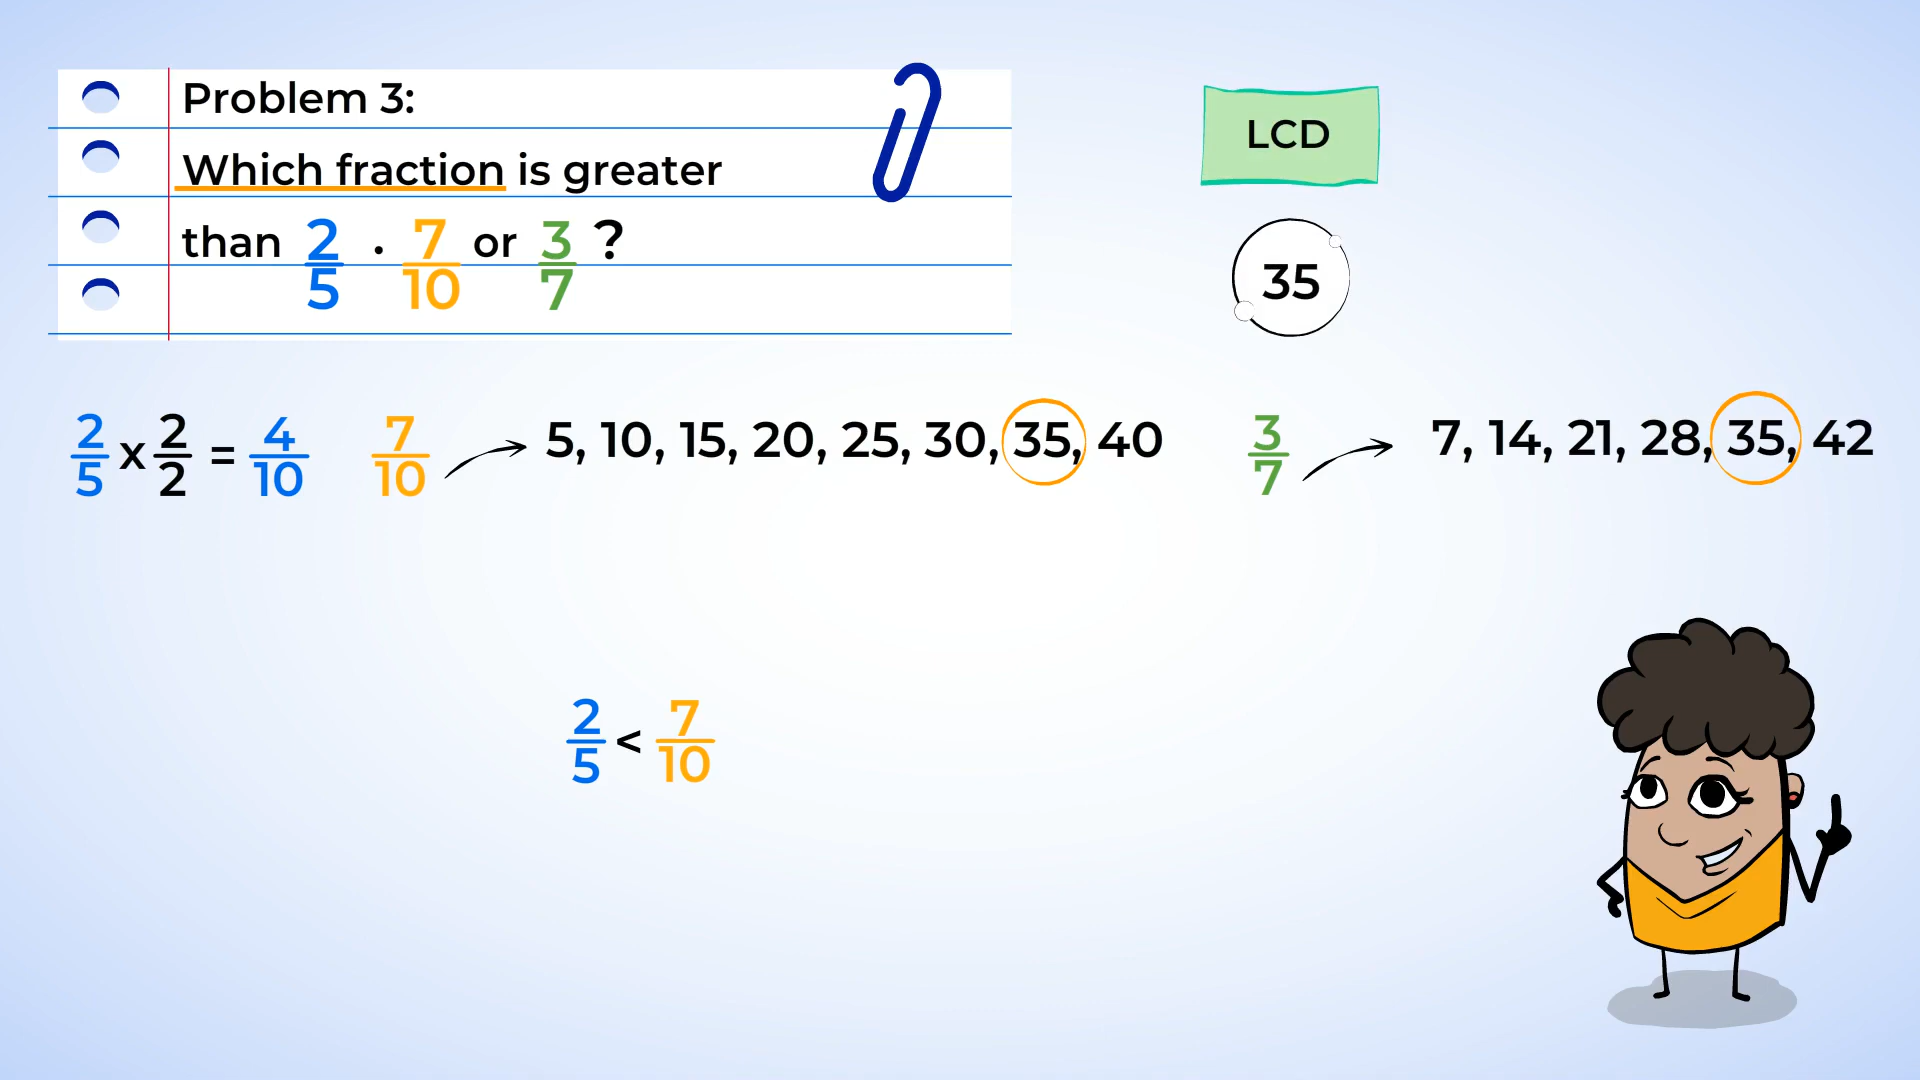 Problem 3:
Which fraction is greater
than 2/5 . 7/10 or 3/7 ?
LCD
35
2/5 x 2/2 = 4/10
7/10
5, 10, 15, 20, 25, 30, 35, 40
3/7
7, 14, 21, 28, 35, 42
2/5 < 7/10